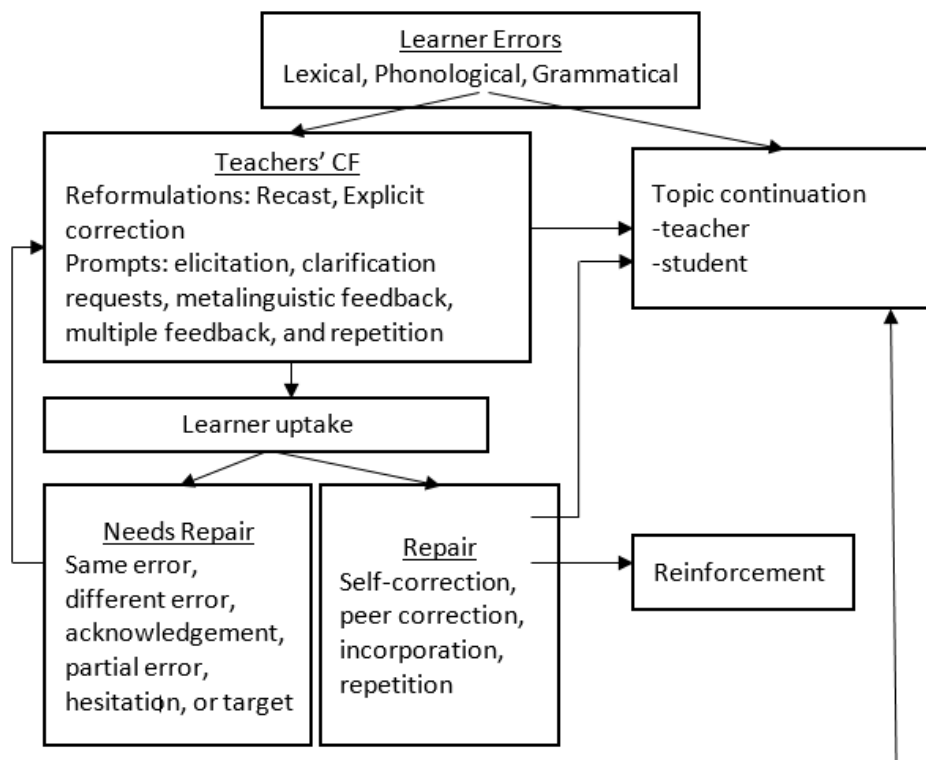 Learner Errors
Lexical, Phonological, Grammatical
Teachers’ CF
Reformulations: Recast, Explicit
correction
Prompts: elicitation, clarification
requests, metalinguistic feedback,
multiple feedback, and repetition
Topic continuation
-teacher
-student
Learner uptake
Needs Repair
Same error,
different error,
acknowledgement,
partial error,
hesitation, or target
Repair
Self-correction,
peer correction,
incorporation,
repetition
Reinforcement